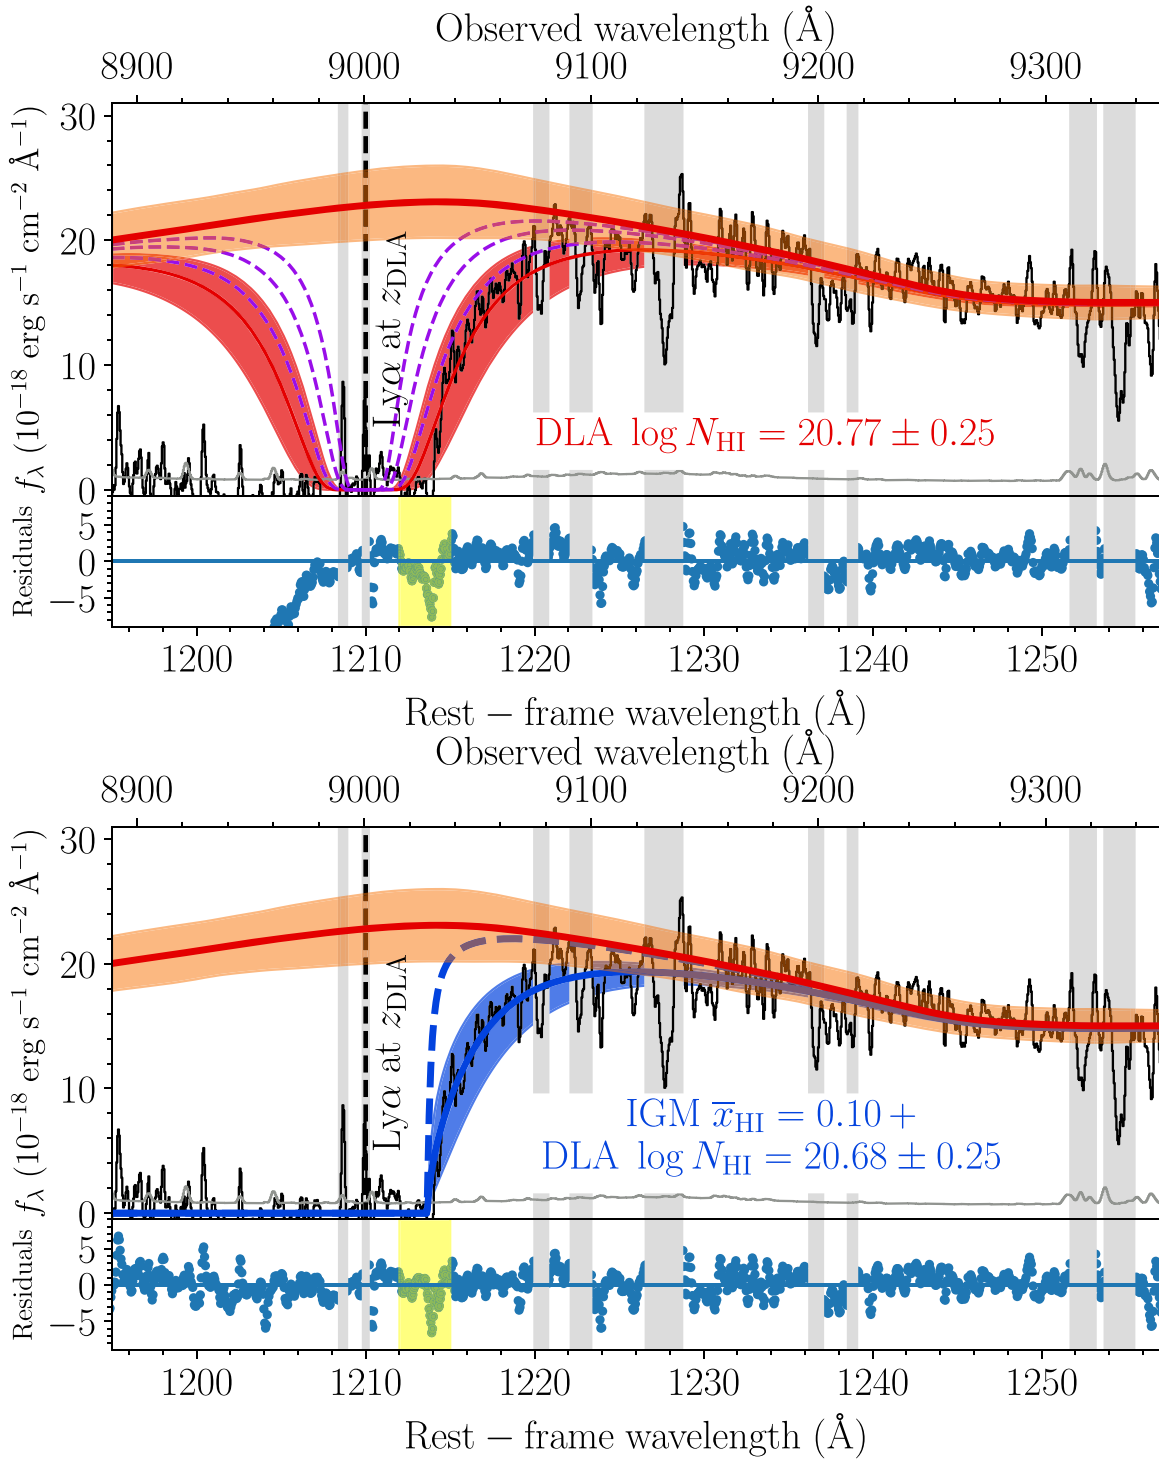 Observed wavelength (Å)
8900 9000 9100 9200 9300
30
20
10
0
f_λ (10⁻¹⁸ erg s⁻¹ cm⁻² Å⁻¹)
Lyα at z_DLA
DLA log N_HI = 20.77 ± 0.25
5
0
−5
Residuals
1200 1210 1220 1230 1240 1250
Rest − frame wavelength (Å)
Observed wavelength (Å)
8900 9000 9100 9200 9300
30
20
10
0
f_λ (10⁻¹⁸ erg s⁻¹ cm⁻² Å⁻¹)
Lyα at z_DLA
IGM x̅_HI = 0.10 +
DLA log N_HI = 20.68 ± 0.25
5
0
−5
Residuals
1200 1210 1220 1230 1240 1250
Rest − frame wavelength (Å)